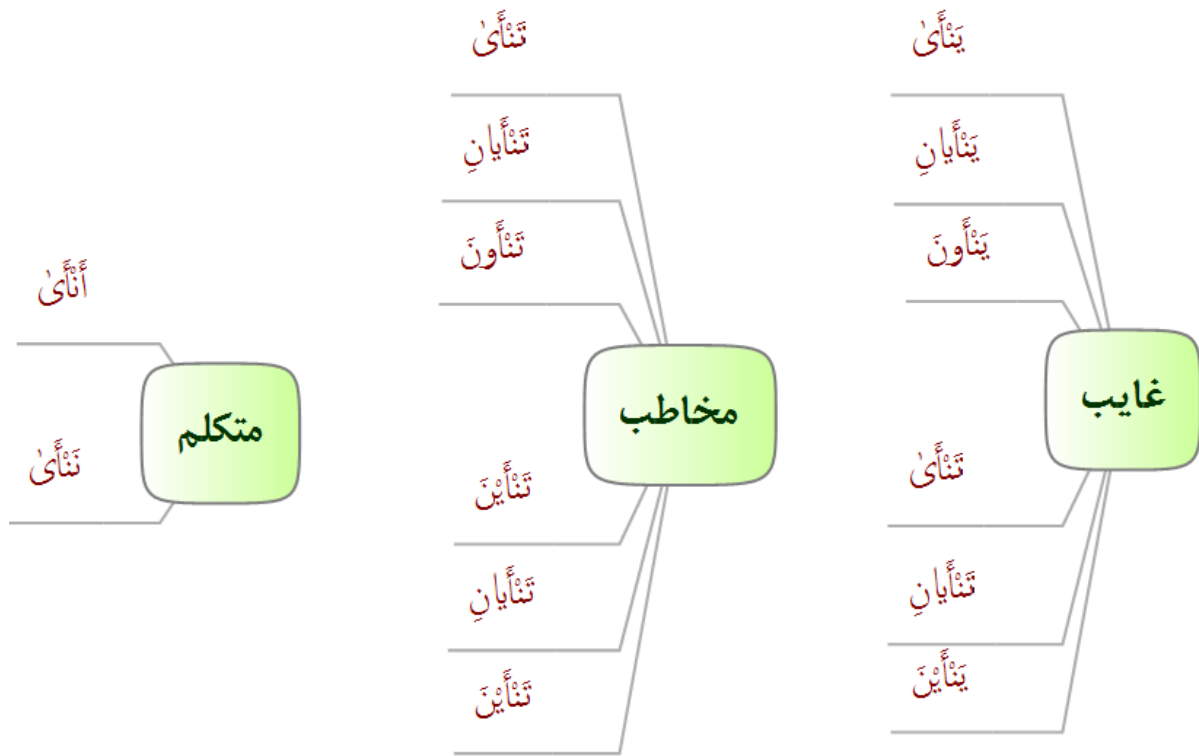 غایب
یَنْأَیٰ
یَنْأَیانِ
یَنْأَونَ
تَنْأَیٰ
تَنْأَیانِ
یَنْأَیْنَ
مخاطب
تَنْأَیٰ
تَنْأَیانِ
تَنْأَونَ
تَنْأَیْنَ
تَنْأَیانِ
تَنْأَیْنَ
متکلم
أَنْأَیٰ
نَنْأَیٰ